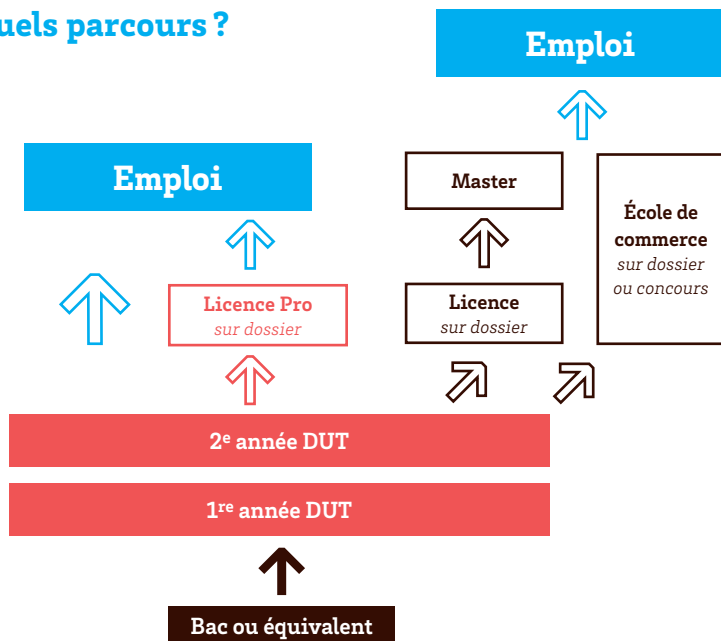 uels parcours ?
Emploi
Emploi
Master
École de
commerce
sur dossier
ou concours
Licence Pro
sur dossier
Licence
sur dossier
2e année DUT
1re année DUT
Bac ou équivalent